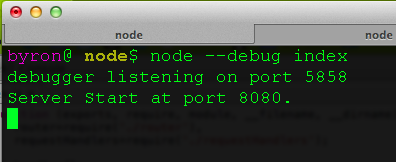 node
node
byron@ node$ node --debug index
debugger listening on port 5858
Server Start at port 8080.